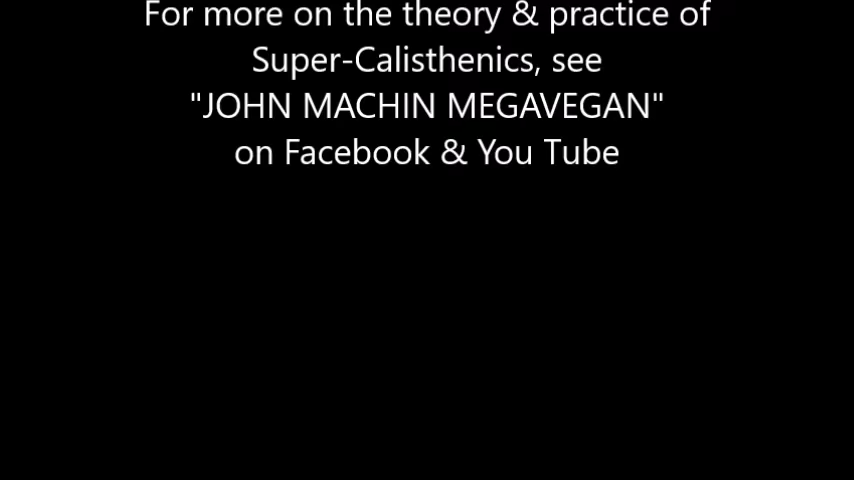 For more on the theory & practice of
Super-Calisthenics, see
"JOHN MACHIN MEGAVEGAN"
on Facebook & You Tube